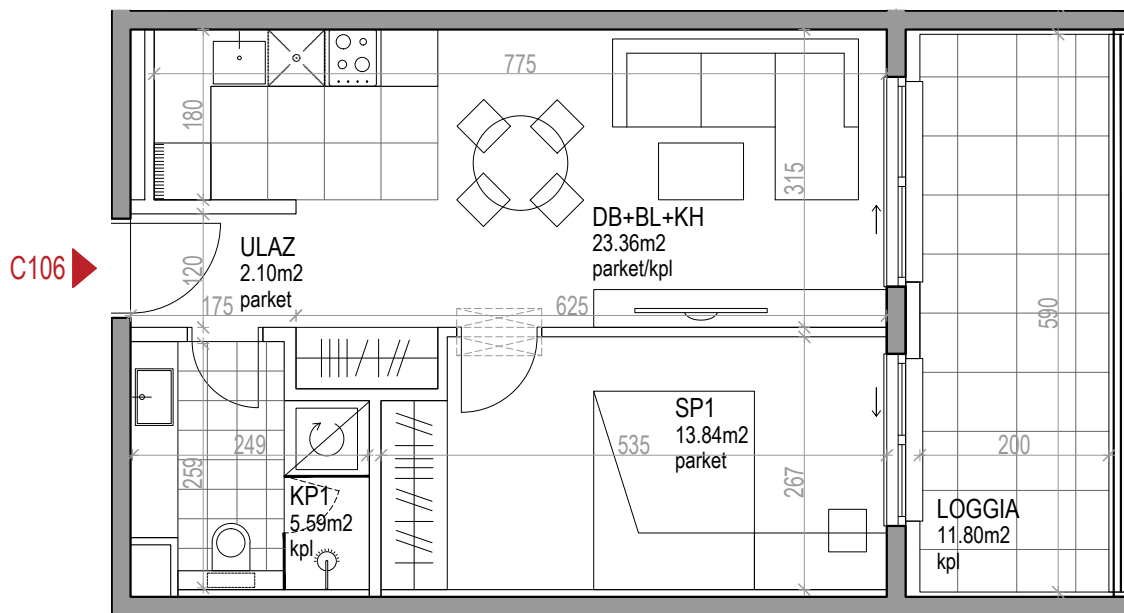 775
180
315
DB+BL+KH
23.36m2
parket/kpl
C106
ULAZ
2.10m2
parket
120
175
625
590
SP1
13.84m2
parket
249
535
200
259
267
KP1
5.59m2
kpl
LOGGIA
11.80m2
kpl